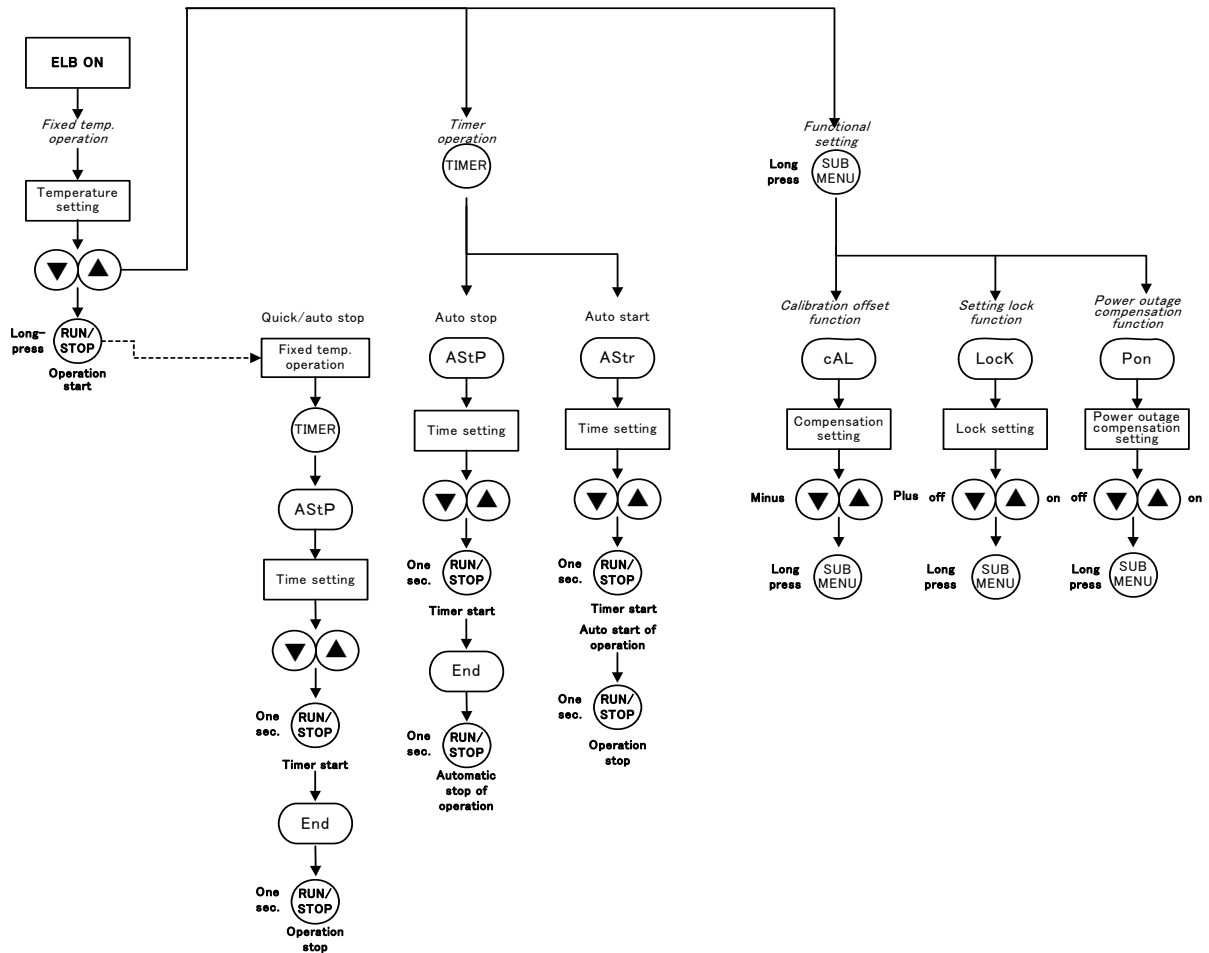 ELB ON
Fixed temp.
operation
Temperature
setting
▼ ▲
Long-
press
RUN/
STOP
Operation
start
Quick/auto stop
Fixed temp.
operation
TIMER
AStP
Time setting
▼ ▲
One
sec.
RUN/
STOP
Timer start
End
One
sec.
RUN/
STOP
Operation
stop
Timer
operation
TIMER
Auto stop
AStP
Time setting
▼ ▲
One
sec.
RUN/
STOP
Timer start
End
One
sec.
RUN/
STOP
Automatic
stop of
operation
Auto start
AStr
Time setting
▼ ▲
One
sec.
RUN/
STOP
Timer start
Auto start of
operation
One
sec.
RUN/
STOP
Operation
stop
Functional
setting
Long
press
SUB
MENU
Calibration offset
function
cAL
Compensation
setting
Minus ▼ ▲ Plus
Long
press
SUB
MENU
Setting lock
function
LocK
Lock setting
off ▼ ▲ on
Long
press
SUB
MENU
Power outage
compensation
function
Pon
Power outage
compensation
setting
off ▼ ▲ on
Long
press
SUB
MENU